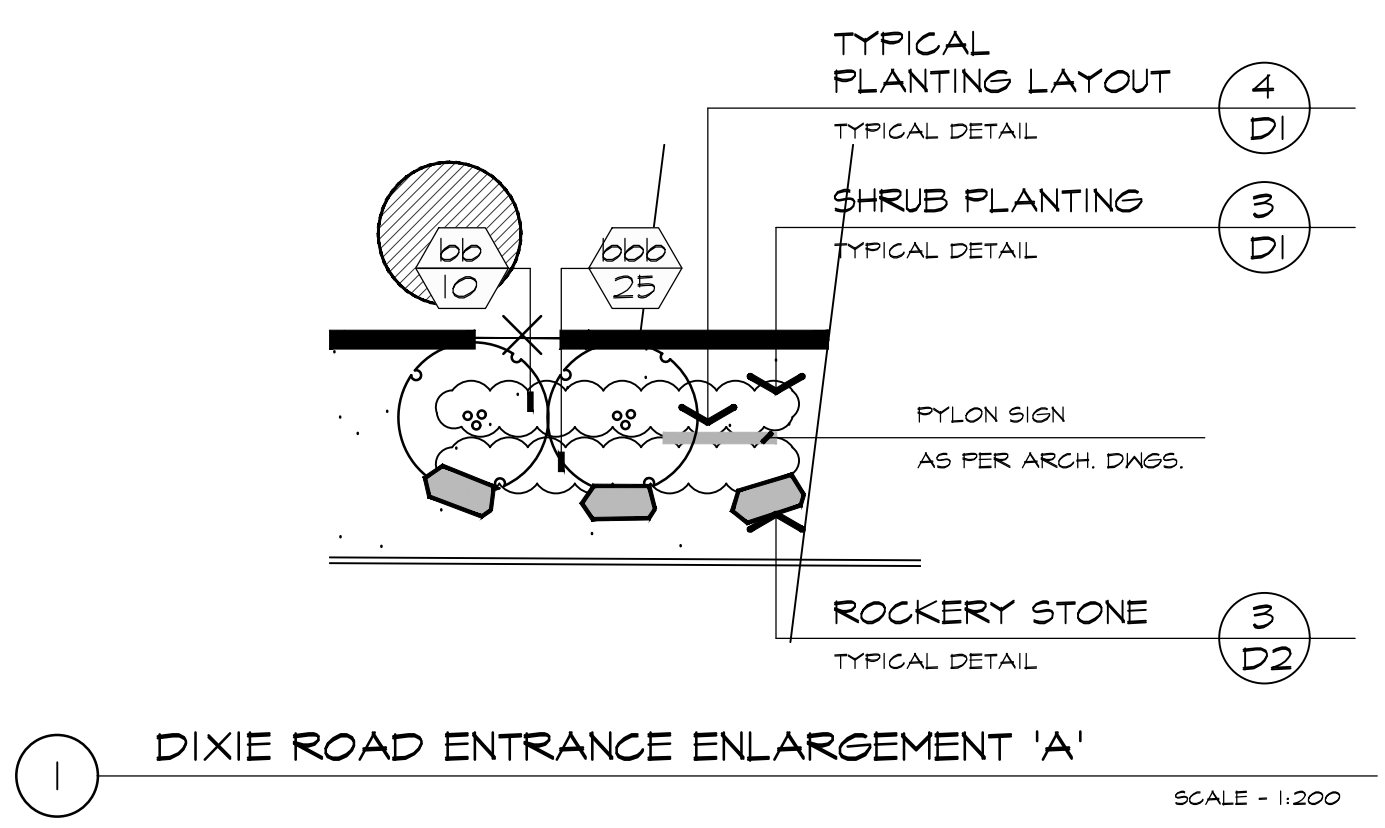 TYPICAL
PLANTING LAYOUT
4
TYPICAL DETAIL
D1
SHRUB PLANTING
3
TYPICAL DETAIL
D1
bb
10
bbb
25
PYLON SIGN
AS PER ARCH. DWGS.
ROCKERY STONE
3
TYPICAL DETAIL
D2
1
DIXIE ROAD ENTRANCE ENLARGEMENT 'A'
SCALE - 1:200